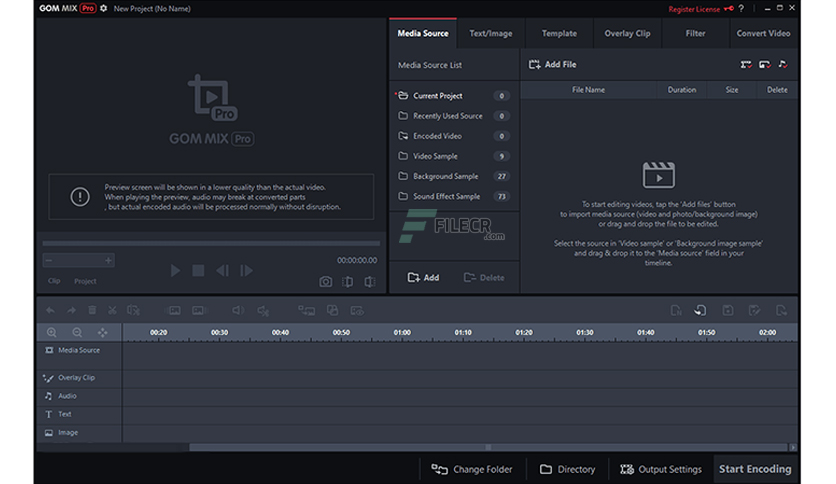 GOM MIX Pro New Project (No Name) Register License ?
Media Source Text/Image Template Overlay Clip Filter Convert Video
Media Source List
Add File
File Name Duration Size Delete
Current Project 0
Recently Used Source 0
Encoded Video 0
Video Sample 9
Background Sample 27
Sound Effect Sample 73
Pro
GOM MIX Pro
Preview screen will be shown in a lower quality than the actual video.
When playing the preview, audio may break at converted parts
, but actual encoded audio will be processed normally without disruption.
To start editing videos, tap the 'Add files' button
to import media source (video and photo/background image)
or drag and drop the file to be edited.
Select the source in 'Video sample' or 'Background image sample'
and drag & drop it to the 'Media source' field in your
timeline.
FILECR
.com
00:00:00.00
Clip Project
Add Delete
00:20 00:30 00:40 00:50 01:00 01:10 01:20 01:30 01:40 01:50 02:00
Media Source
Overlay Clip
Audio
T Text
Image
Change Folder Directory Output Settings Start Encoding